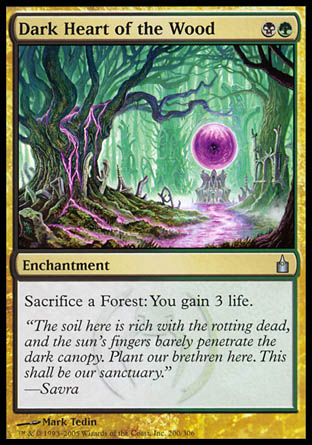 Dark Heart of the Wood
Enchantment
Sacrifice a Forest: You gain 3 life.
“The soil here is rich with the rotting dead,
and the sun’s fingers barely penetrate the
dark canopy. Plant our brethren here. This
shall be our sanctuary.”
—Savra
Mark Tedin
™ & © 1993–2005 Wizards of the Coast, Inc. 200/306